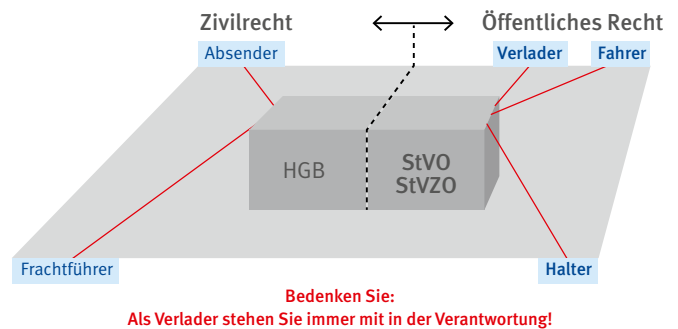 Zivilrecht
Öffentliches Recht
Absender
Verlader
Fahrer
HGB
StVO
StVZO
Frachtführer
Halter
Bedenken Sie:
Als Verlader stehen Sie immer mit in der Verantwortung!